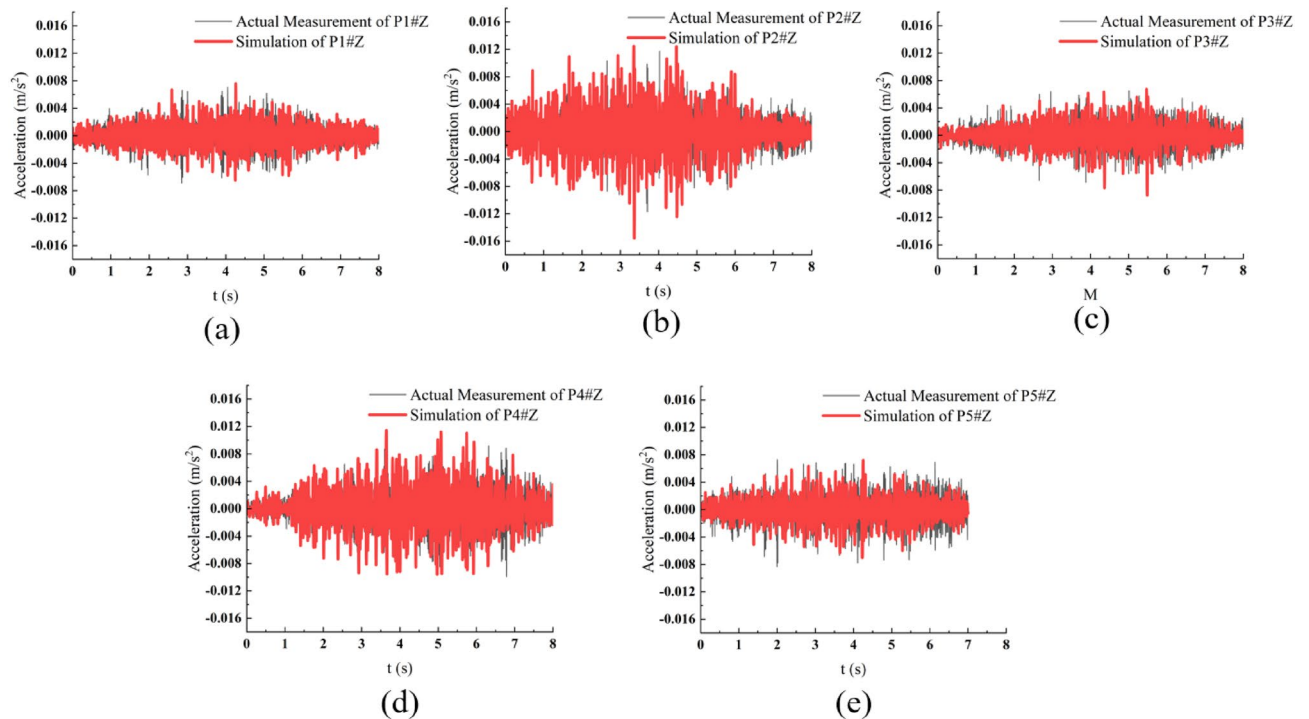 Actual Measurement of P1#Z
Simulation of P1#Z
Acceleration (m/s²)
0.016
0.012
0.008
0.004
0.000
-0.004
-0.008
-0.012
-0.016
0 1 2 3 4 5 6 7 8
t (s)
(a)
Actual Measurement of P2#Z
Simulation of P2#Z
Acceleration (m/s²)
0.016
0.012
0.008
0.004
0.000
-0.004
-0.008
-0.012
-0.016
0 1 2 3 4 5 6 7 8
t (s)
(b)
Actual Measurement of P3#Z
Simulation of P3#Z
Acceleration (m/s²)
0.016
0.012
0.008
0.004
0.000
-0.004
-0.008
-0.012
-0.016
0 1 2 3 4 5 6 7 8
M
(c)
Actual Measurement of P4#Z
Simulation of P4#Z
Acceleration (m/s²)
0.016
0.012
0.008
0.004
0.000
-0.004
-0.008
-0.012
-0.016
0 1 2 3 4 5 6 7 8
t (s)
(d)
Actual Measurement of P5#Z
Simulation of P5#Z
Acceleration (m/s²)
0.016
0.012
0.008
0.004
0.000
-0.004
-0.008
-0.012
-0.016
0 1 2 3 4 5 6 7 8
t (s)
(e)